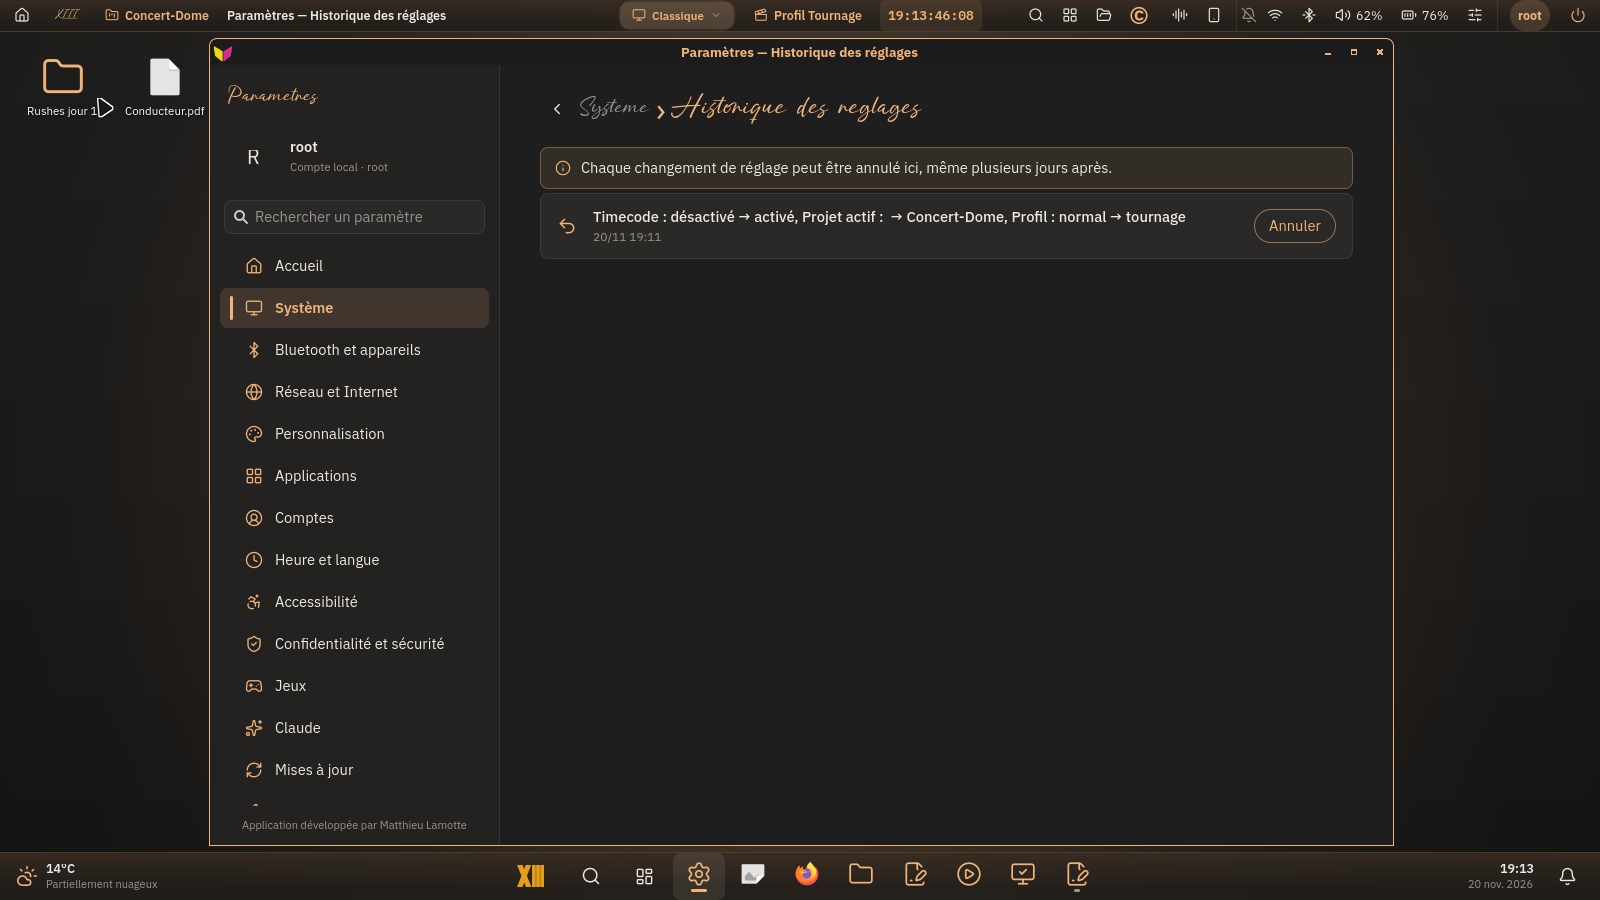 Concert-Dome
Paramètres — Historique des réglages
Classique
Profil Tournage
19:13:46:08
62%
76%
root
Rushes jour 1
Conducteur.pdf
Paramètres — Historique des réglages
Parametres
R
root
Compte local · root
Rechercher un paramètre
Accueil
Système
Bluetooth et appareils
Réseau et Internet
Personnalisation
Applications
Comptes
Heure et langue
Accessibilité
Confidentialité et sécurité
Jeux
Claude
Mises à jour
Application développée par Matthieu Lamotte
Systeme › Historique des reglages
Chaque changement de réglage peut être annulé ici, même plusieurs jours après.
Timecode : désactivé → activé, Projet actif : → Concert-Dome, Profil : normal → tournage
20/11 19:11
Annuler
14°C
Partiellement nuageux
XIII
19:13
20 nov. 2026